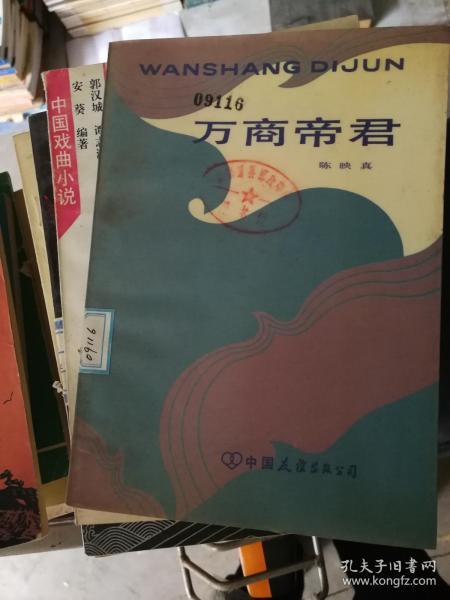 WANSHANG DIJUN
09116
万商帝君
陈映真
中国友谊出版公司
中国戏曲小说
郭汉城
安葵 编著
09116
孔夫子旧书网
www.kongfz.com